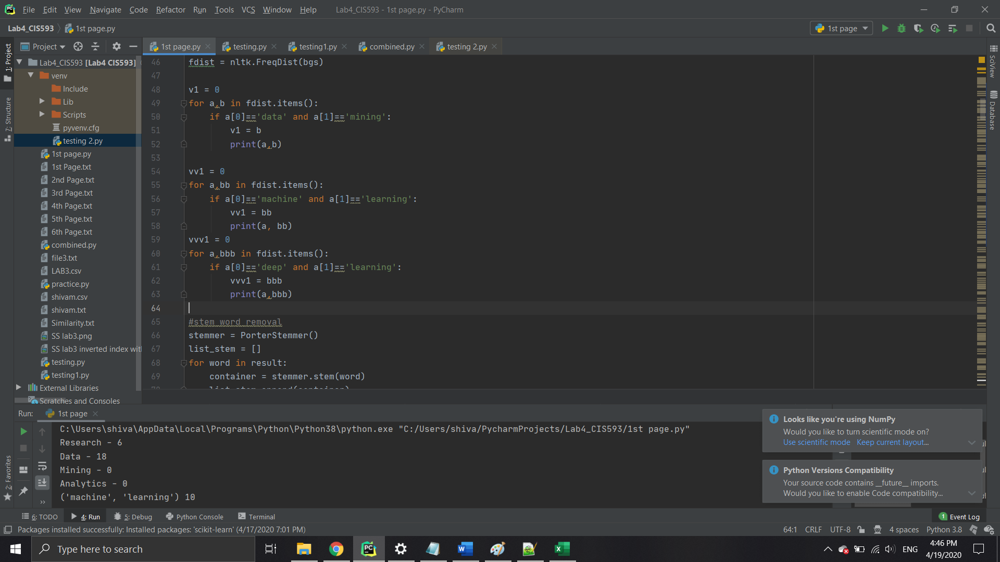 File Edit View Navigate Code Refactor Run Tools VCS Window Help Lab4_CIS593 - 1st page.py - PyCharm
Lab4_CIS593 1st page.py 1st page
Project 1st page.py testing.py testing1.py combined.py testing 2.py
1: Project
7: Structure
2: Favorites
SciView
Database
Lab4_CIS593 [Lab4 CIS593]
venv
Include
Lib
Scripts
pyvenv.cfg
testing 2.py
1st page.py
1st Page.txt
2nd Page.txt
3rd Page.txt
4th Page.txt
5th Page.txt
6th Page.txt
combined.py
file3.txt
LAB3.csv
practice.py
shivam.csv
shivam.txt
Similarity.txt
SS lab3.png
SS lab3 inverted index wit
testing.py
testing1.py
External Libraries
Scratches and Consoles
46 fdist = nltk.FreqDist(bgs)
47
48 v1 = 0
49 for a,b in fdist.items():
50 if a[0]=='data' and a[1]=='mining':
51 v1 = b
52 print(a,b)
53
54 vv1 = 0
55 for a,bb in fdist.items():
56 if a[0]=='machine' and a[1]=='learning':
57 vv1 = bb
58 print(a, bb)
59 vvv1 = 0
60 for a,bbb in fdist.items():
61 if a[0]=='deep' and a[1]=='learning':
62 vvv1 = bbb
63 print(a,bbb)
64
65 #stem word removal
66 stemmer = PorterStemmer()
67 list_stem = []
68 for word in result:
69 container = stemmer.stem(word)
70 list_stem.append(container)
Run: 1st page
C:\Users\shiva\AppData\Local\Programs\Python\Python38\python.exe "C:/Users/shiva/PycharmProjects/Lab4_CIS593/1st page.py"
Research - 6
Data - 18
Mining - 0
Analytics - 0
('machine', 'learning') 10
Looks like you're using NumPy
Would you like to turn scientific mode on?
Use scientific mode Keep current layout...
Python Versions Compatibility
Your source code contains __future__ imports.
Would you like to enable Code compatibility...
6: TODO 4: Run 5: Debug Python Console Terminal 1 Event Log
Packages installed successfully: Installed packages: 'scikit-learn' (4/17/2020 7:01 PM) 64:1 CRLF UTF-8 4 spaces Python 3.8
Type here to search
ENG
4:46 PM
4/19/2020